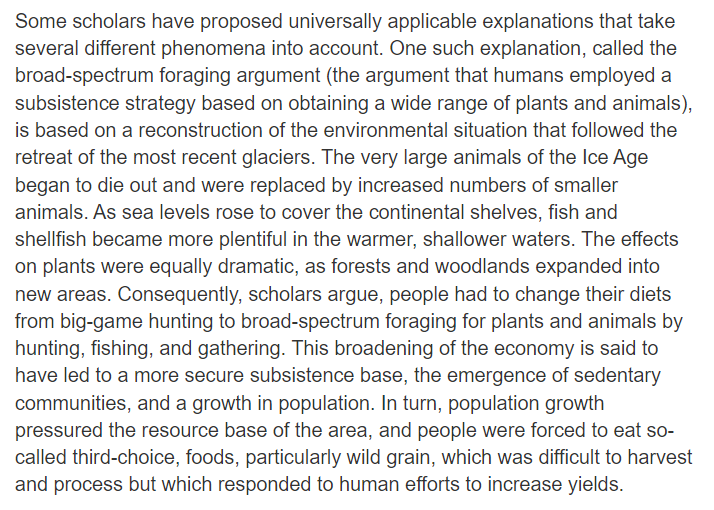 Some scholars have proposed universally applicable explanations that take
several different phenomena into account. One such explanation, called the
broad-spectrum foraging argument (the argument that humans employed a
subsistence strategy based on obtaining a wide range of plants and animals),
is based on a reconstruction of the environmental situation that followed the
retreat of the most recent glaciers. The very large animals of the Ice Age
began to die out and were replaced by increased numbers of smaller
animals. As sea levels rose to cover the continental shelves, fish and
shellfish became more plentiful in the warmer, shallower waters. The effects
on plants were equally dramatic, as forests and woodlands expanded into
new areas. Consequently, scholars argue, people had to change their diets
from big-game hunting to broad-spectrum foraging for plants and animals by
hunting, fishing, and gathering. This broadening of the economy is said to
have led to a more secure subsistence base, the emergence of sedentary
communities, and a growth in population. In turn, population growth
pressured the resource base of the area, and people were forced to eat so-
called third-choice, foods, particularly wild grain, which was difficult to harvest
and process but which responded to human efforts to increase yields.